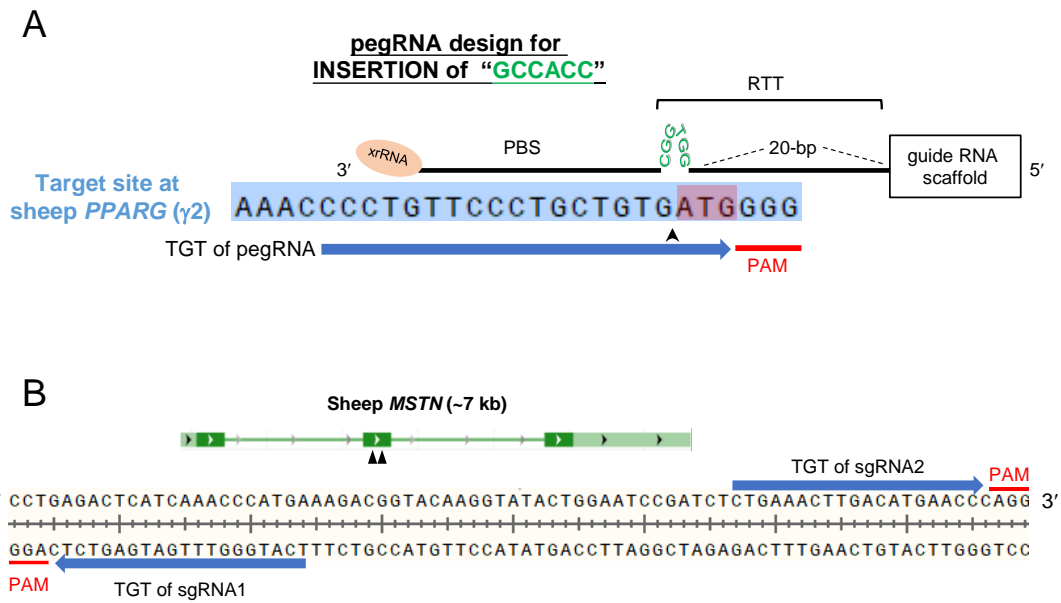 A
pegRNA design for
INSERTION of "GCCACC"
RTT
xrRNA
PBS
CGG
TGG
20-bp
guide RNA
scaffold
3′
5′
Target site at
sheep PPARG (γ2)
AAACCCCTGTTCCCTGCTGTGATGGGG
TGT of pegRNA
PAM
B
Sheep MSTN (~7 kb)
TGT of sgRNA2
PAM
CCTGAGACTCATCAAACCCATGAAAGACGGTACAAGGTATACTGGAATCCGATCTCTGAAACTTGACATGAACCCAGG 3′
GGACTCTGAGTAGTTTGGGTACTTTCTGCCATGTTCCATATGACCTTAGGCTAGAGACTTTGAACTGTACTTGGGTCC
PAM
TGT of sgRNA1